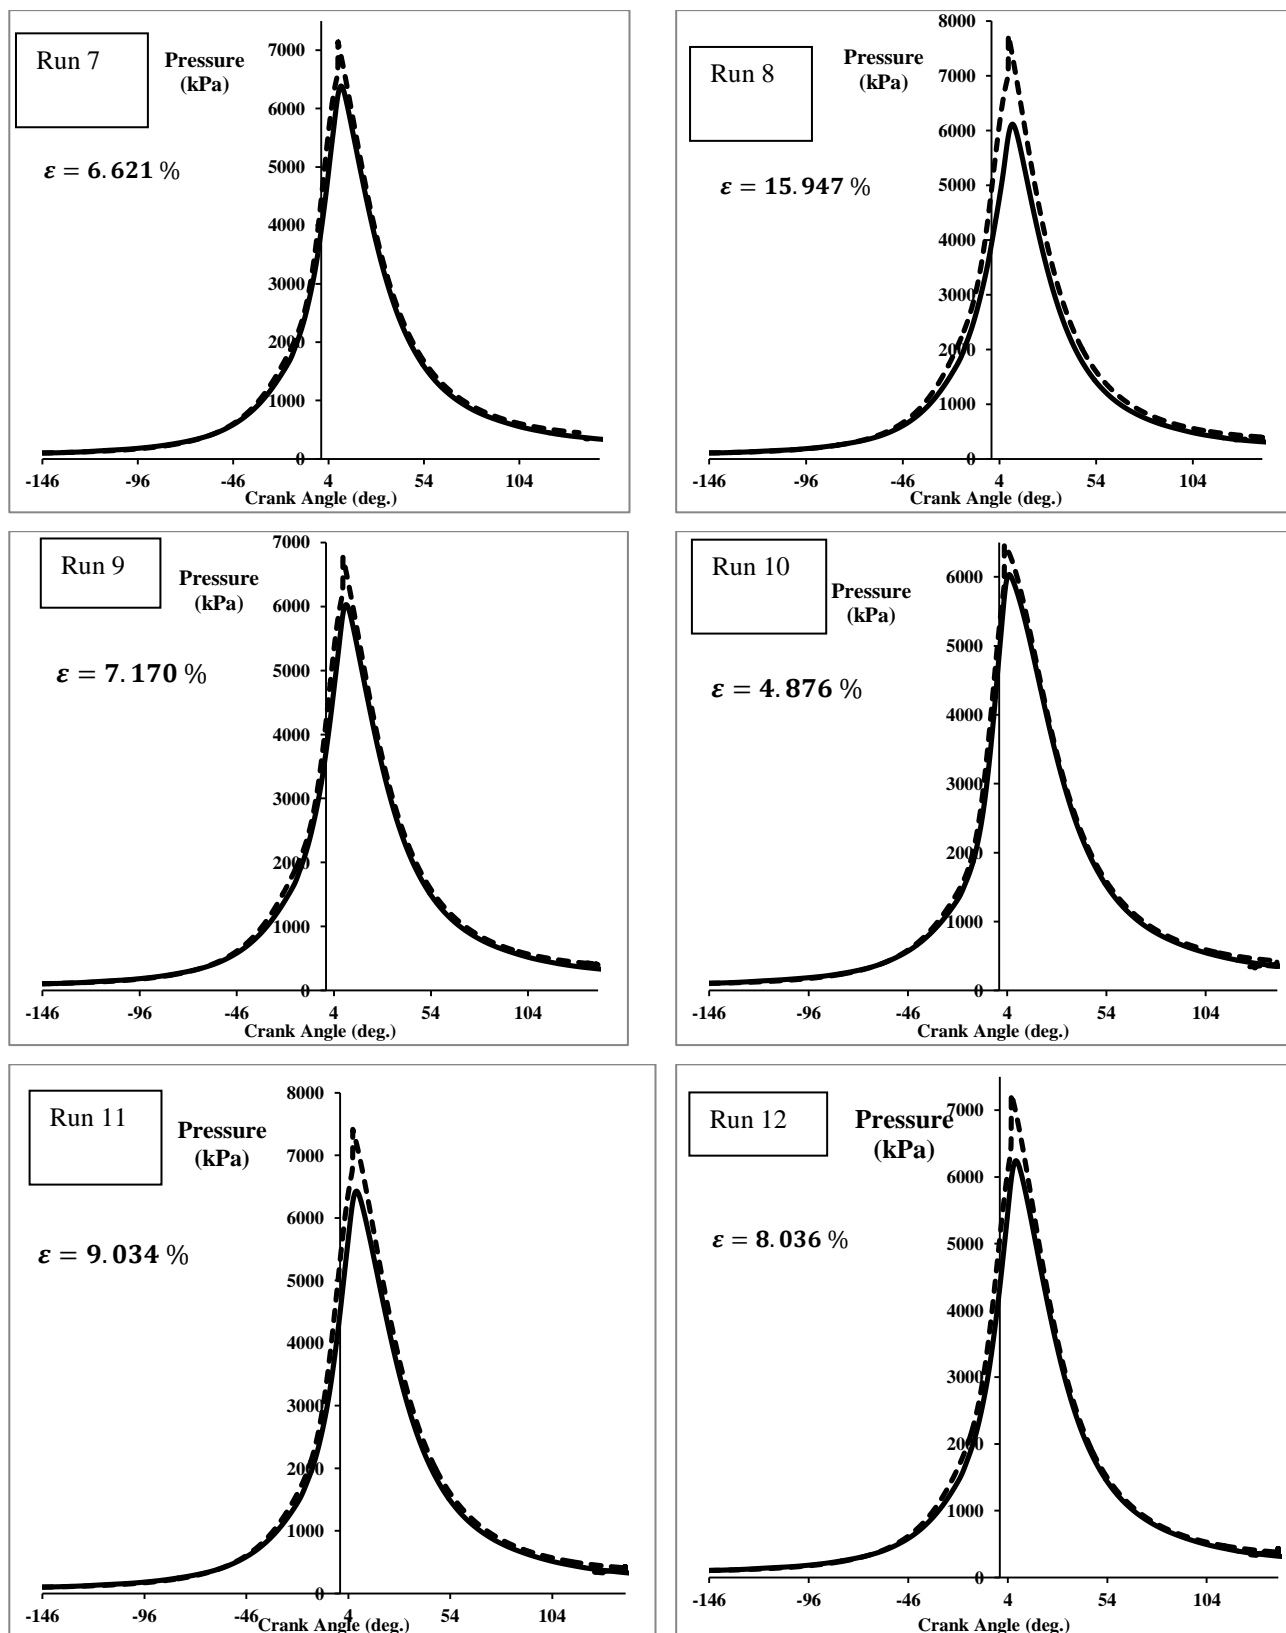 Run 7
Pressure
(kPa)
ε = 6.621 %
7000
6000
5000
4000
3000
2000
1000
0
-146 -96 -46 4 54 104
Crank Angle (deg.)
Run 8
Pressure
(kPa)
ε = 15.947 %
8000
7000
6000
5000
4000
3000
2000
1000
0
-146 -96 -46 4 54 104
Crank Angle (deg.)
Run 9
Pressure
(kPa)
ε = 7.170 %
7000
6000
5000
4000
3000
2000
1000
0
-146 -96 -46 4 54 104
Crank Angle (deg.)
Run 10
Pressure
(kPa)
ε = 4.876 %
6000
5000
4000
3000
2000
1000
0
-146 -96 -46 4 54 104
Crank Angle (deg.)
Run 11
Pressure
(kPa)
ε = 9.034 %
8000
7000
6000
5000
4000
3000
2000
1000
0
-146 -96 -46 4 54 104
Crank Angle (deg.)
Run 12
Pressure
(kPa)
ε = 8.036 %
7000
6000
5000
4000
3000
2000
1000
0
-146 -96 -46 4 54 104
Crank Angle (deg.)